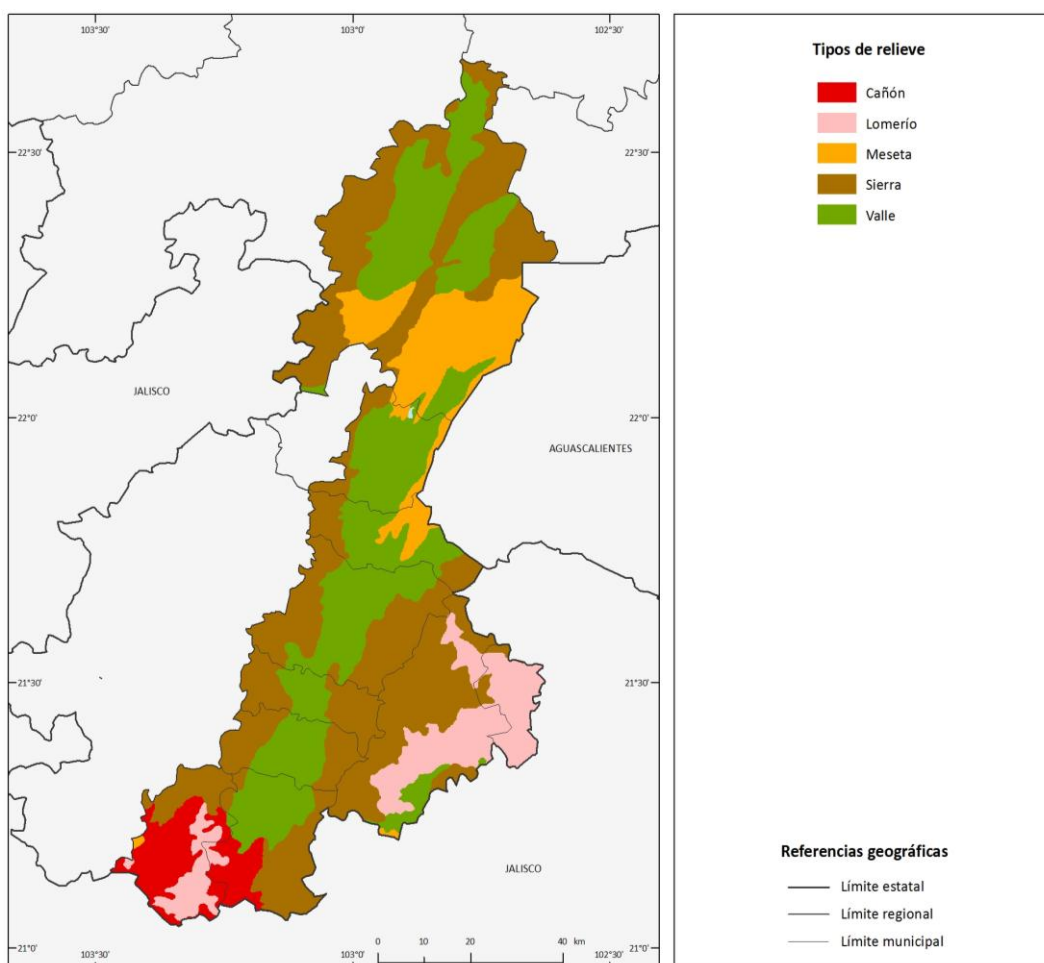 103°30'
103°0'
102°30'
22°30'
22°30'
JALISCO
22°0'
22°0'
AGUASCALIENTES
21°30'
21°30'
JALISCO
21°0'
21°0'
0 10 20 40 km
103°30'
103°0'
102°30'
Tipos de relieve
Cañón
Lomerío
Meseta
Sierra
Valle
Referencias geográficas
Límite estatal
Límite regional
Límite municipal